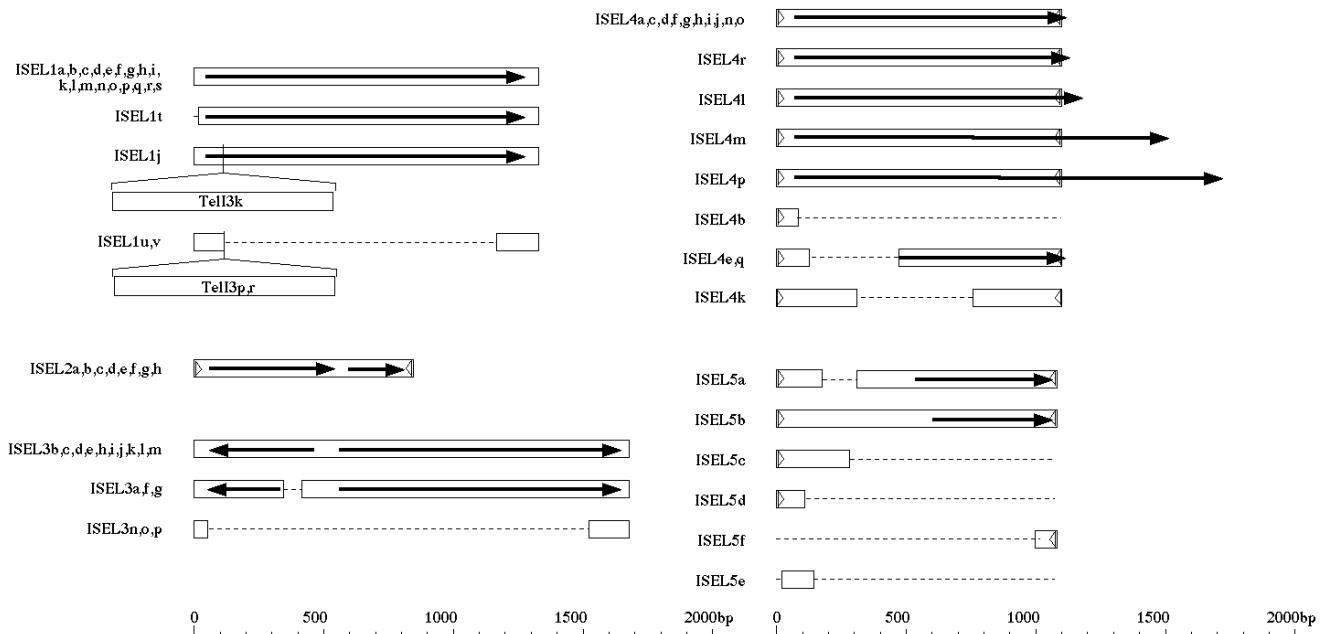 ISEL1a,b,c,d,e,f,g,h,i,
k,l,m,n,o,p,q,r,s
ISEL1t
ISEL1j
TelI3k
ISEL1u,v
TelI3p,r
ISEL2a,b,c,d,e,f,g,h
ISEL3b,c,d,e,h,i,j,k,l,m
ISEL3a,f,g
ISEL3n,o,p
0 500 1000 1500 2000bp
ISEL4a,c,d,f,g,h,i,j,n,o
ISEL4r
ISEL4l
ISEL4m
ISEL4p
ISEL4b
ISEL4e,q
ISEL4k
ISEL5a
ISEL5b
ISEL5c
ISEL5d
ISEL5f
ISEL5e
0 500 1000 1500 2000bp